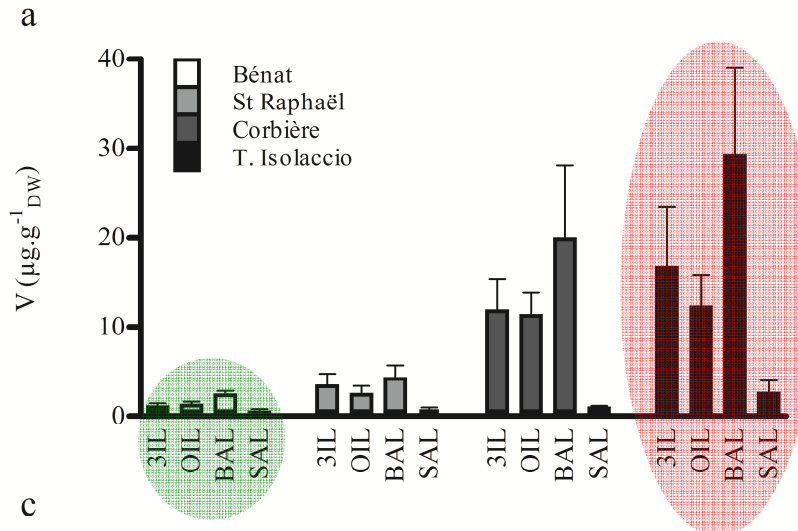 a
40
30
20
10
0
V (µg.g⁻¹DW)
Bénat
St Raphaël
Corbière
T. Isolaccio
3IL OIL BAL SAL 3IL OIL BAL SAL 3IL OIL BAL SAL 3IL OIL BAL SAL
c